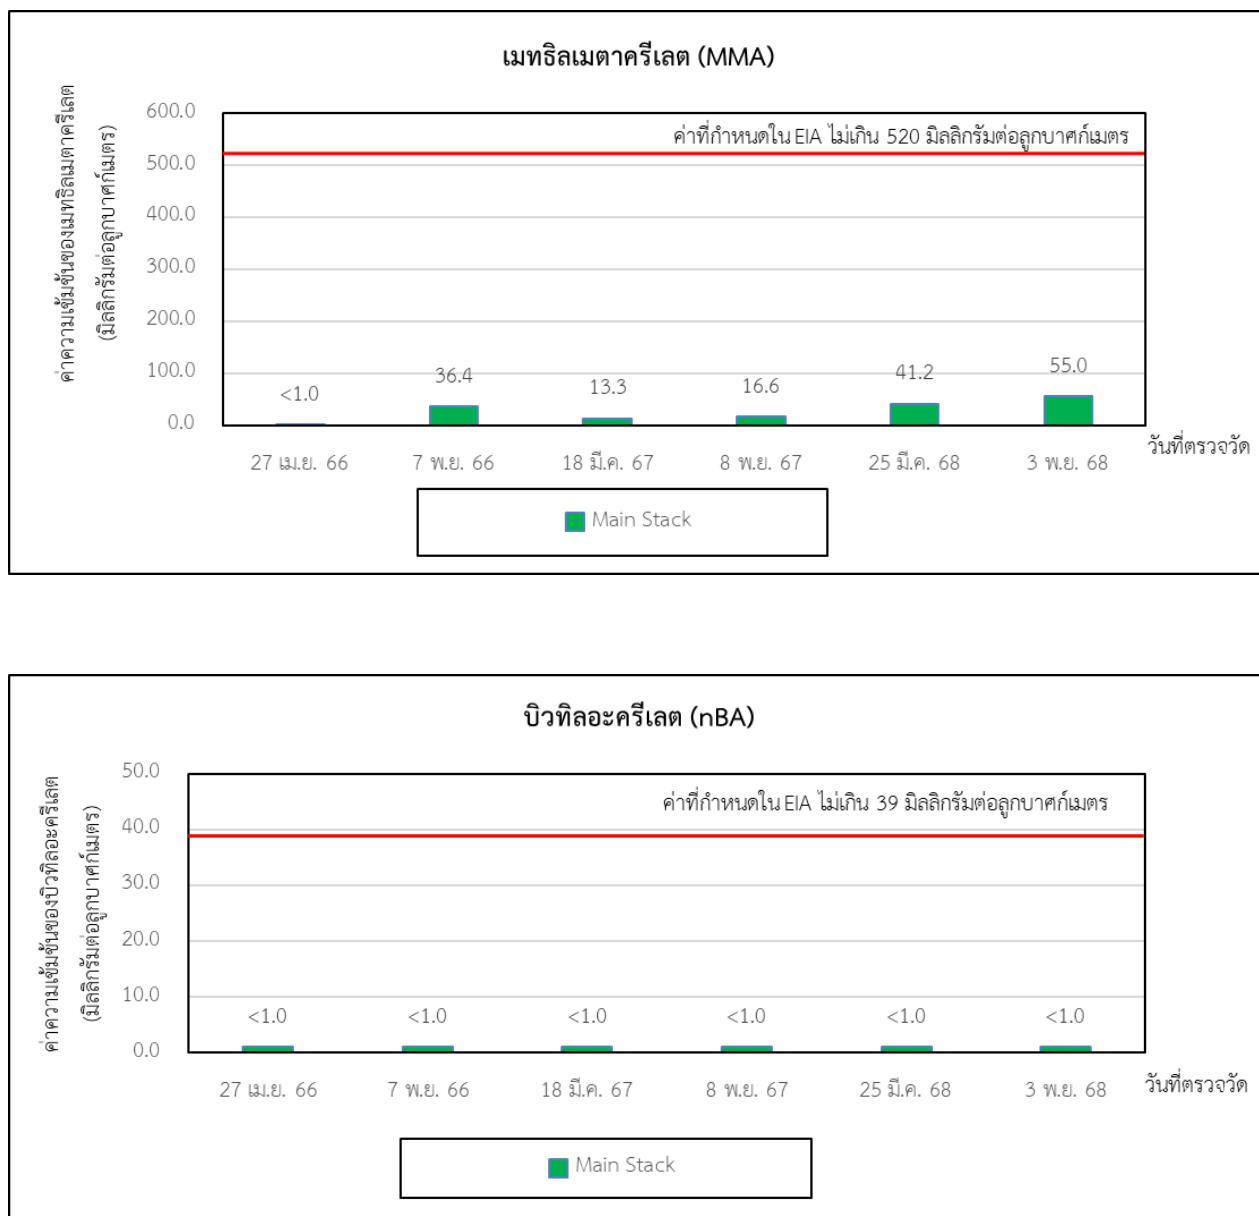 เมทธิลเมตาครีเลต (MMA)
ค่าความเข้มข้นของเมทธิลเมตาครีเลต
(มิลลิกรัมต่อลูกบาศก์เมตร)
600.0
500.0
400.0
300.0
200.0
100.0
0.0
ค่าที่กำหนดใน EIA ไม่เกิน 520 มิลลิกรัมต่อลูกบาศก์เมตร
<1.0 36.4 13.3 16.6 41.2 55.0
27 เม.ย. 66 7 พ.ย. 66 18 มี.ค. 67 8 พ.ย. 67 25 มี.ค. 68 3 พ.ย. 68
วันที่ตรวจวัด
Main Stack
บิวทิลอะครีเลต (nBA)
ค่าความเข้มข้นของบิวทิลอะครีเลต
(มิลลิกรัมต่อลูกบาศก์เมตร)
50.0
40.0
30.0
20.0
10.0
0.0
ค่าที่กำหนดใน EIA ไม่เกิน 39 มิลลิกรัมต่อลูกบาศก์เมตร
<1.0 <1.0 <1.0 <1.0 <1.0 <1.0
27 เม.ย. 66 7 พ.ย. 66 18 มี.ค. 67 8 พ.ย. 67 25 มี.ค. 68 3 พ.ย. 68
วันที่ตรวจวัด
Main Stack